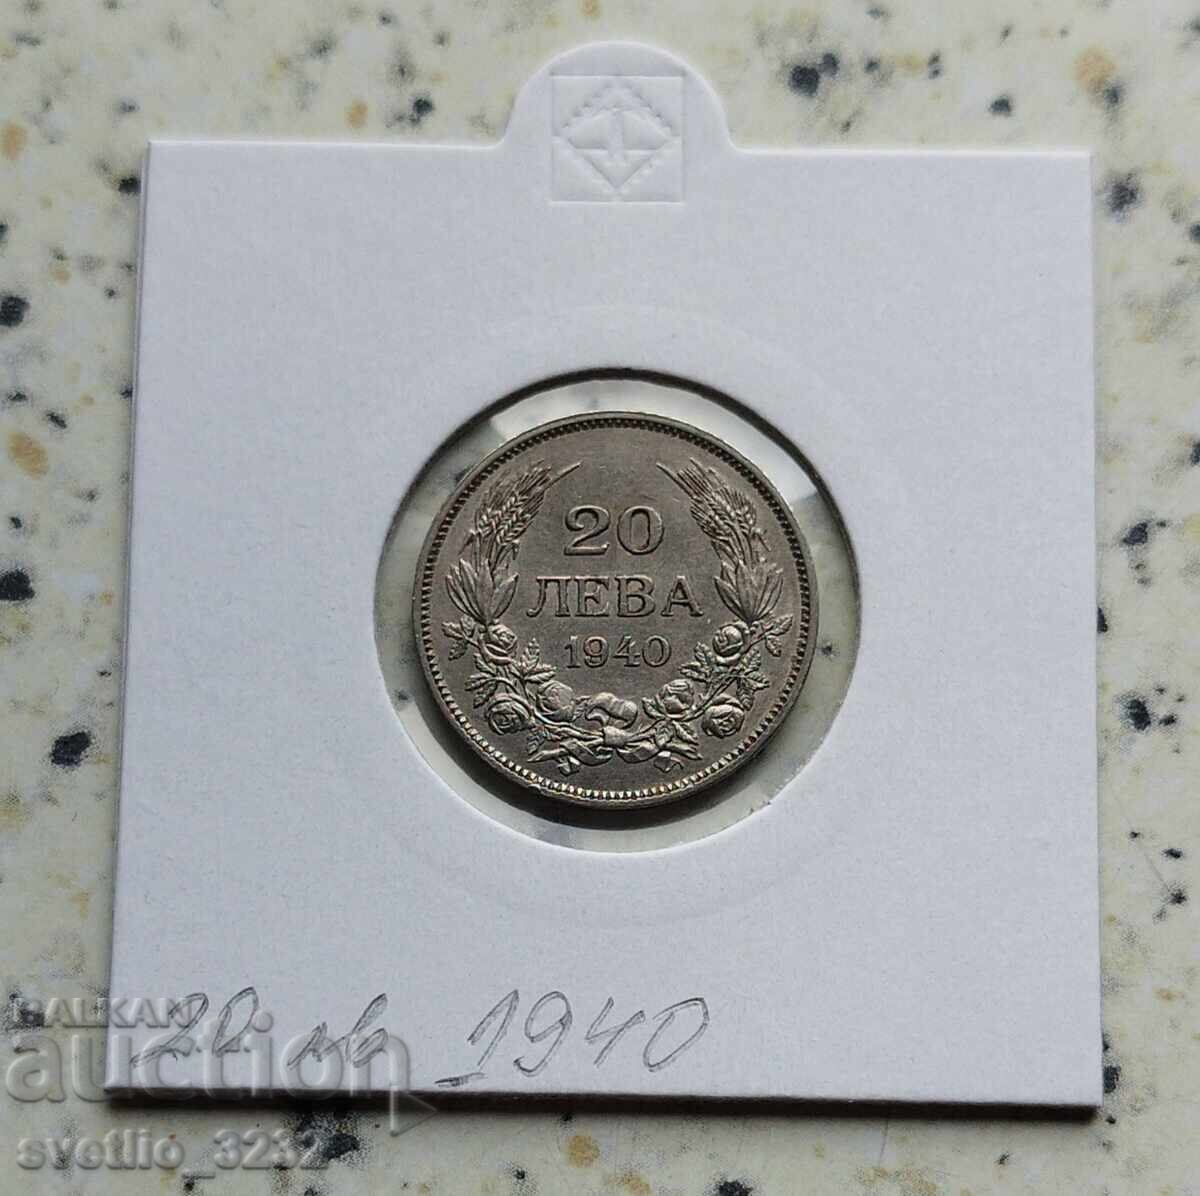 20
ЛЕВА
1940
20 лв 1940
BALKAN
auction
svetlio_3232